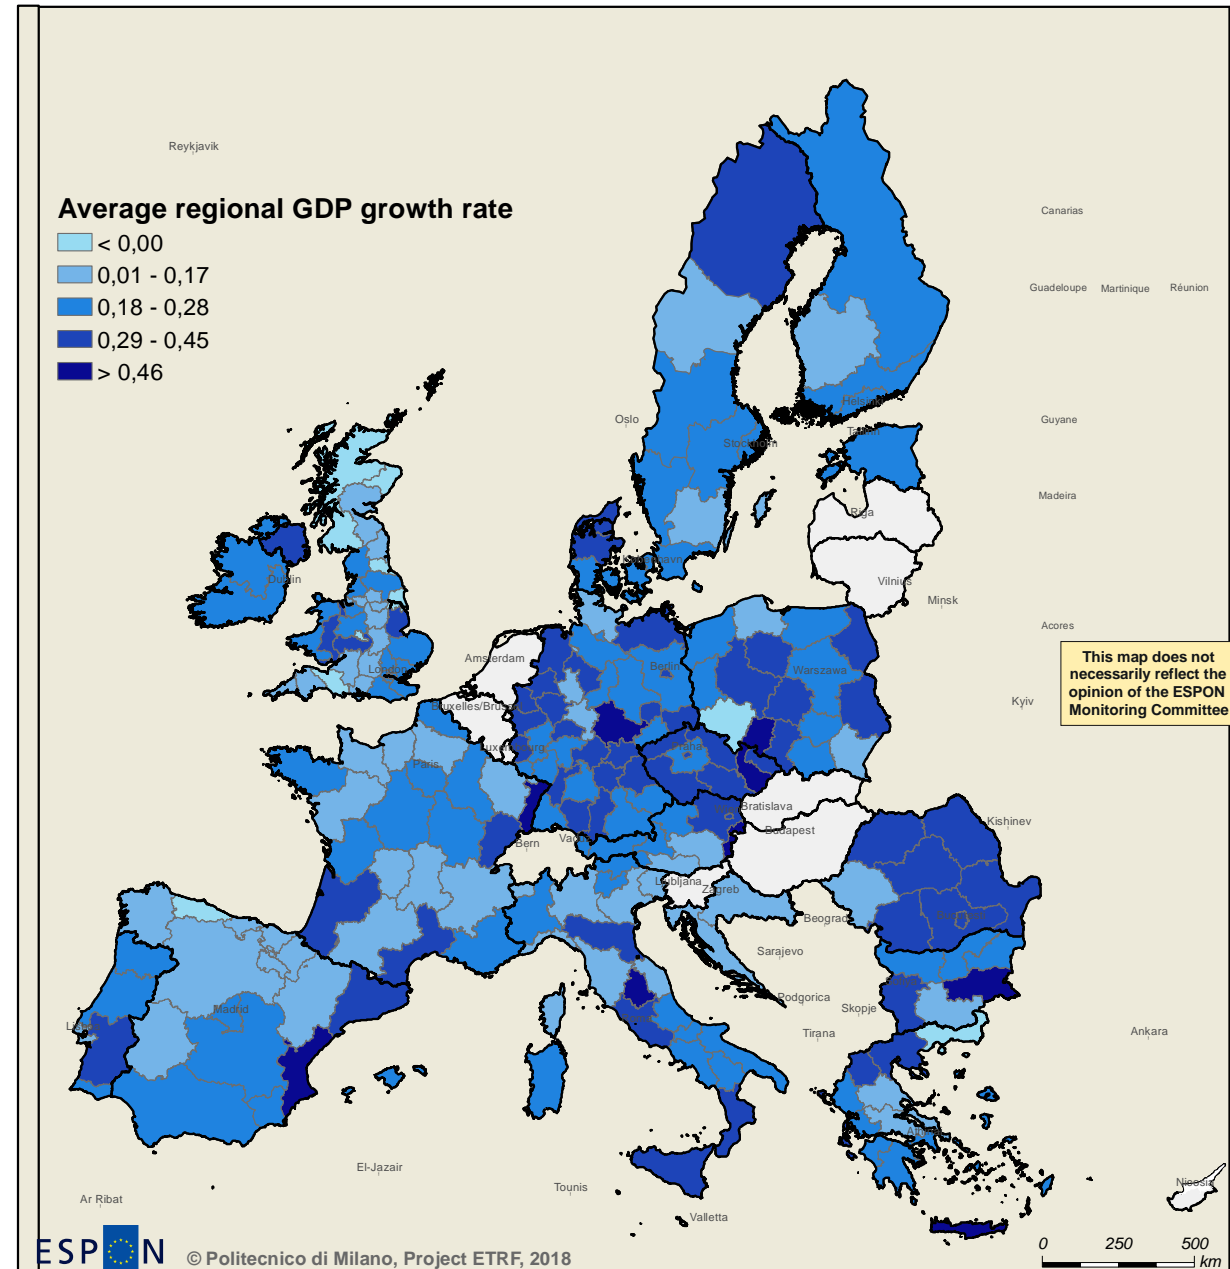 Reykjavik
Average regional GDP growth rate
< 0,00
0,01 - 0,17
0,18 - 0,28
0,29 - 0,45
> 0,46
Canarias
Guadeloupe
Martinique
Réunion
Guyane
Madeira
Acores
Oslo
Helsinki
Stockholm
Riga
Vilnius
Minsk
Dublin
London
Amsterdam
Berlin
Warszawa
Kyiv
This map does not
necessarily reflect the
opinion of the ESPON
Monitoring Committee
Paris
Praha
Bratislava
Budapest
Kishinev
Bern
Ljubljana
Zagreb
Beograd
Sarajevo
Podgorica
Skopje
Tirana
Ankara
Madrid
El-Jazair
Tounis
Ar Ribat
Valletta
ESPON
© Politecnico di Milano, Project ETRF, 2018
0 250 500
km